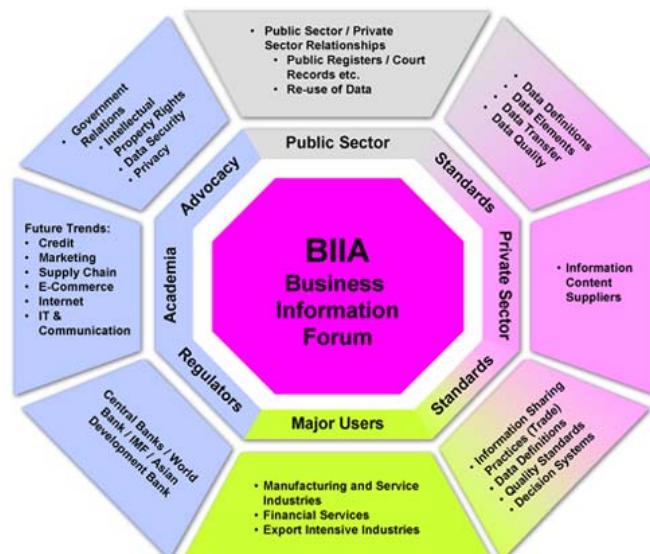 • Public Sector / Private
Sector Relationships
• Public Registers / Court
Records etc.
• Re-use of Data
• Government
Relations
• Intellectual
Property Rights
• Data Security
• Privacy
• Data Definitions
• Data Elements
• Data Transfer
• Data Quality
Public Sector
Advocacy
Standards
Future Trends:
• Credit
• Marketing
• Supply Chain
• E-Commerce
• Internet
• IT &
Communication
Academia
BIIA
Business
Information
Forum
Private Sector
• Information
Content
Suppliers
Regulators
Standards
Major Users
Central Banks / World
Bank / IMF / Asian
Development Bank
• Manufacturing and Service
Industries
• Financial Services
• Export Intensive Industries
• Information Sharing
Practices (Trade)
• Data Definitions
• Quality Standards
• Decision Systems